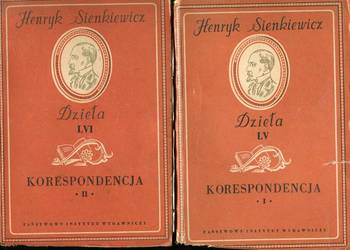 Henryk Sienkiewicz
Dzieła
LVI
KORESPONDENCJA
• II •
PAŃSTWOWY INSTYTUT WYDAWNICZY
Henryk Sienkiewicz
Dzieła
LV
KORESPONDENCJA
• I •
PAŃSTWOWY INSTYTUT WYDAWNICZY